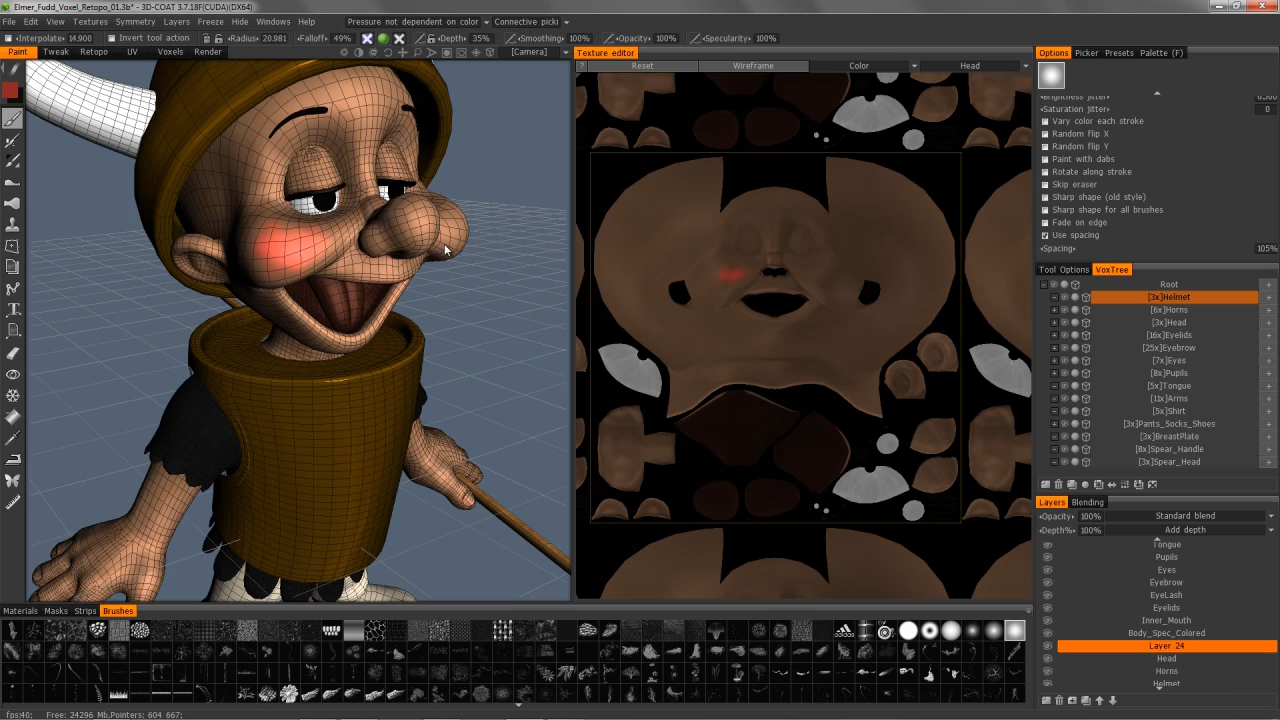 Elmer_Fudd_Voxel_Retopo_01.3b* - 3D-COAT 3.7.18F(CUDA)(DX64)
File Edit View Textures Symmetry Layers Freeze Hide Windows Help Pressure not dependent on color Connective picki
Interpolate: 14.900 Invert tool action Radius: 20.981 Falloff: 49% Depth: 35% Smoothing: 100% Opacity: 100% Specularity: 100%
Paint Tweak Retopo UV Voxels Render [Camera]
Texture editor
? Reset Wireframe Color Head
Options Picker Presets Palette (F)
Brightness jitter
Saturation Jitter 0
Vary color each stroke
Random flip X
Random flip Y
Paint with dabs
Rotate along stroke
Skip eraser
Sharp shape (old style)
Sharp shape for all brushes
Fade on edge
Use spacing
Spacing 105%
Tool Options VoxTree
Root
[3x]Helmet
[6x]Horns
[3x]Head
[16x]Eyelids
[25x]Eyebrow
[7x]Eyes
[8x]Pupils
[5x]Tongue
[11x]Arms
[5x]Shirt
[3x]Pants_Socks_Shoes
[3x]BreastPlate
[8x]Spear_Handle
[3x]Spear_Head
Layers Blending
Opacity 100% Standard blend
Depth% 100% Add depth
Tongue
Pupils
Eyes
Eyebrow
EyeLash
Eyelids
Inner_Mouth
Body_Spec_Colored
Layer 24
Head
Horns
Helmet
Materials Masks Strips Brushes
adidas
fps:40; Free: 24296 Mb,Pointers: 604 667;